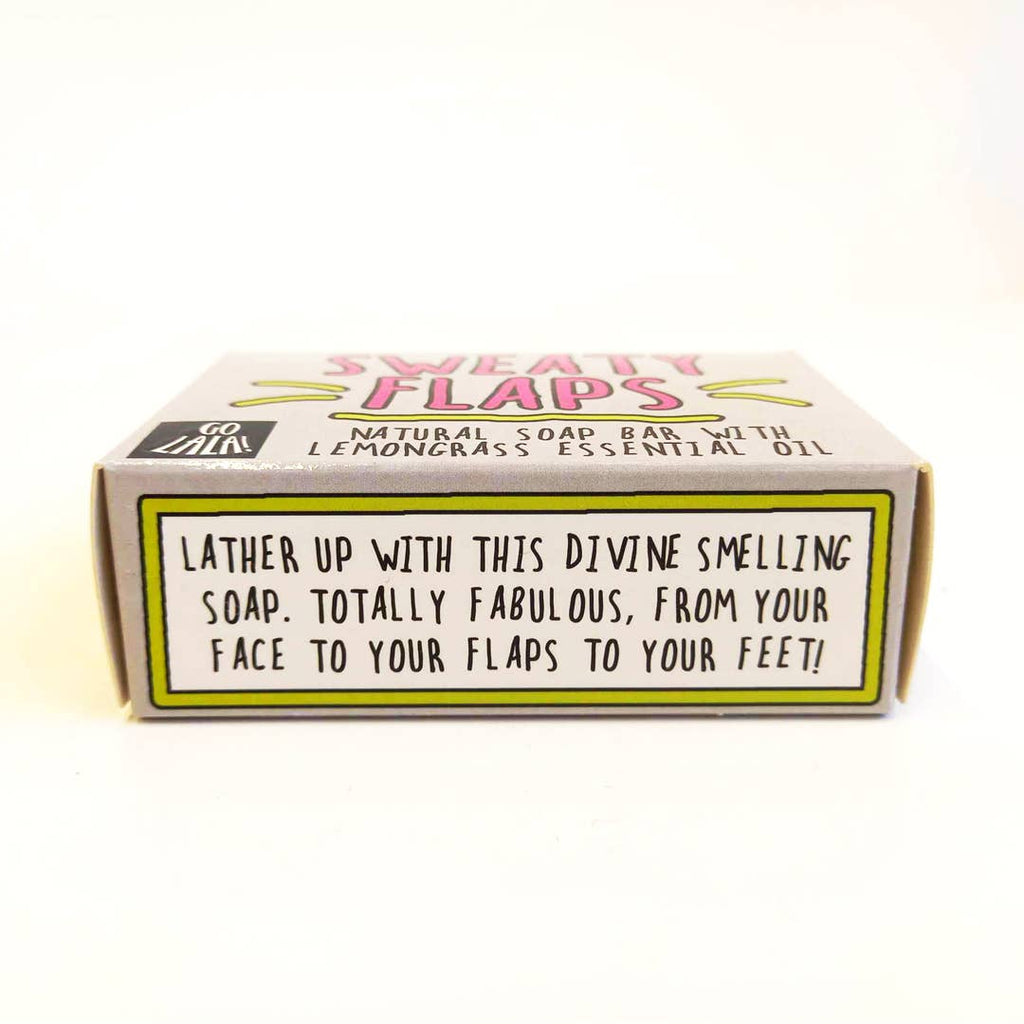 SWEATY
FLAPS
GO
LALA!
NATURAL SOAP BAR WITH
LEMONGRASS ESSENTIAL OIL
LATHER UP WITH THIS DIVINE SMELLING
SOAP. TOTALLY FABULOUS, FROM YOUR
FACE TO YOUR FLAPS TO YOUR FEET!